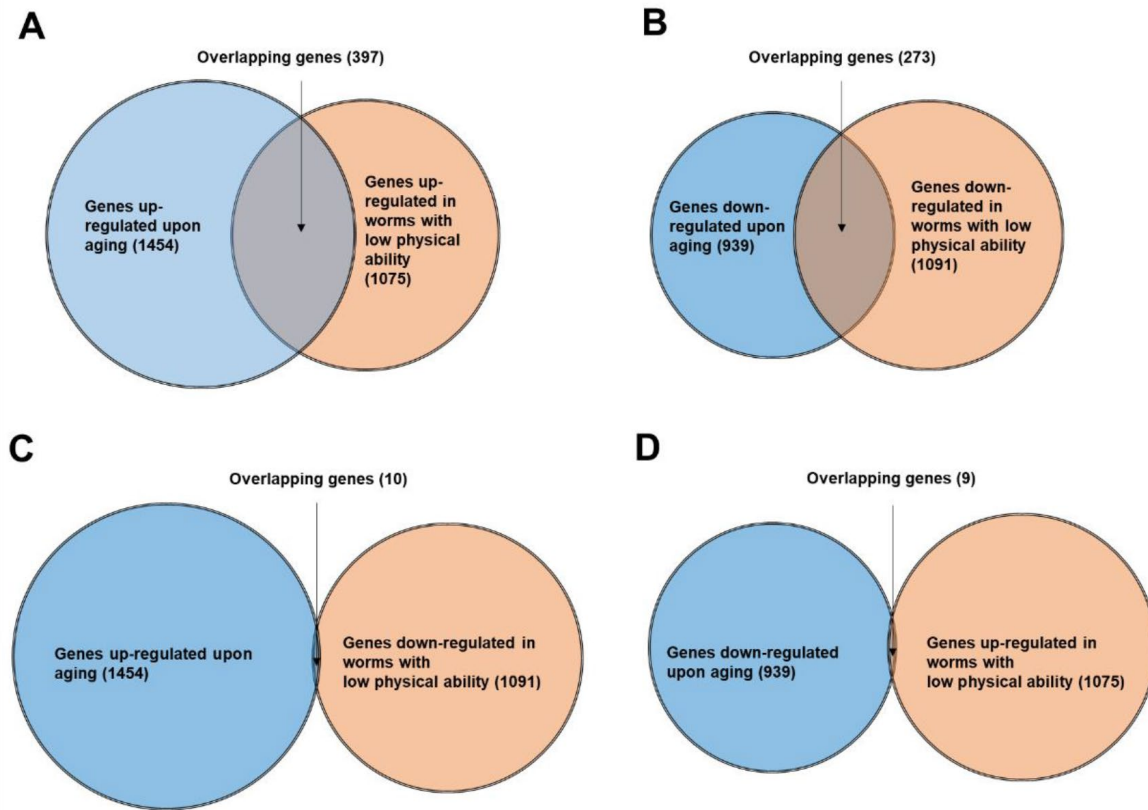 A
Overlapping genes (397)
Genes up-
regulated upon
aging (1454)
Genes up-
regulated in
worms with
low physical
ability
(1075)
B
Overlapping genes (273)
Genes down-
regulated upon
aging (939)
Genes down-
regulated in
worms with low
physical ability
(1091)
C
Overlapping genes (10)
Genes up-regulated upon
aging (1454)
Genes down-regulated in
worms with
low physical ability (1091)
D
Overlapping genes (9)
Genes down-regulated
upon aging (939)
Genes up-regulated in
worms with
low physical ability (1075)